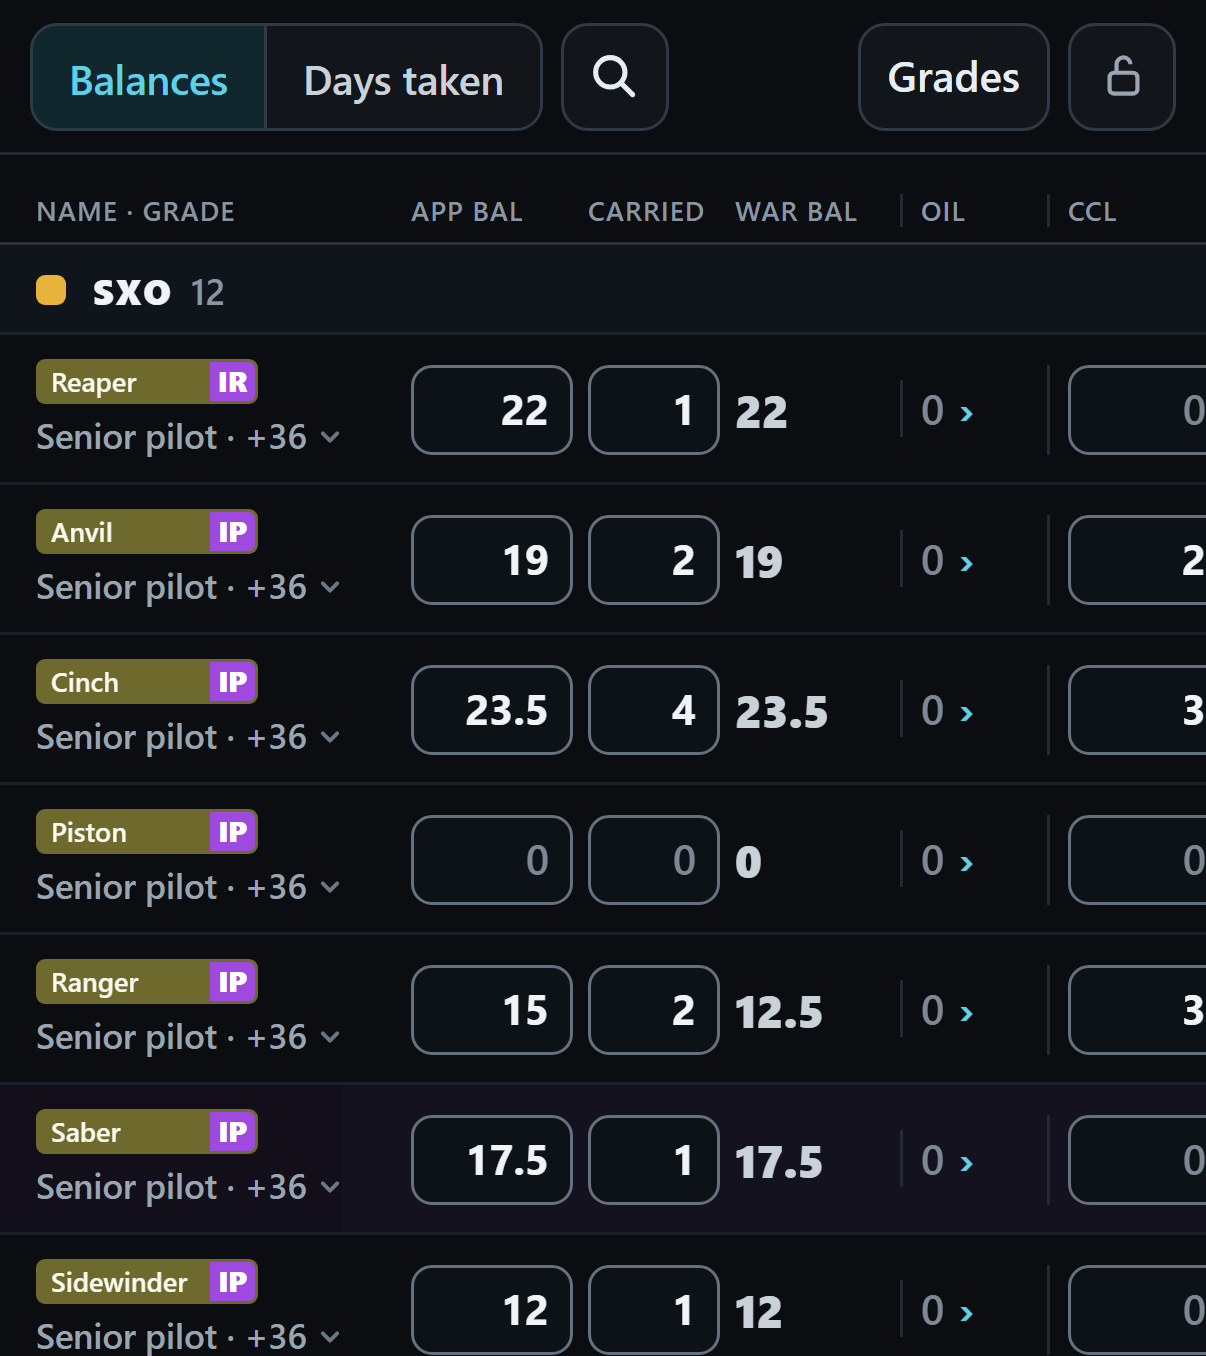 Balances Days taken Grades
NAME · GRADE APP BAL CARRIED WAR BAL OIL CCL
SXO 12
Reaper IR
Senior pilot · +36 22 1 22 0 › 0
Anvil IP
Senior pilot · +36 19 2 19 0 › 2
Cinch IP
Senior pilot · +36 23.5 4 23.5 0 › 3
Piston IP
Senior pilot · +36 0 0 0 0 › 0
Ranger IP
Senior pilot · +36 15 2 12.5 0 › 3
Saber IP
Senior pilot · +36 17.5 1 17.5 0 › 0
Sidewinder IP
Senior pilot · +36 12 1 12 0 › 0